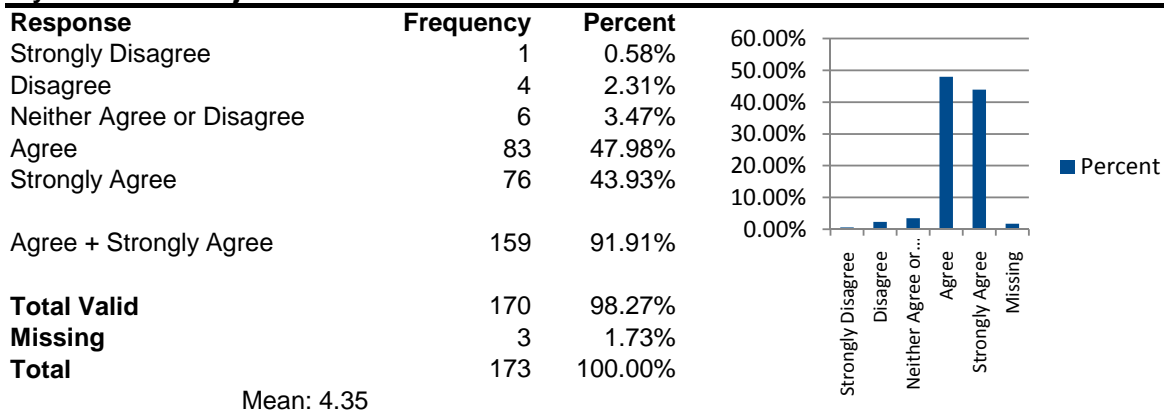 Response Frequency Percent
Strongly Disagree 1 0.58%
Disagree 4 2.31%
Neither Agree or Disagree 6 3.47%
Agree 83 47.98%
Strongly Agree 76 43.93%
Agree + Strongly Agree 159 91.91%
Total Valid 170 98.27%
Missing 3 1.73%
Total 173 100.00%
Mean: 4.35
60.00%
50.00%
40.00%
30.00%
20.00%
10.00%
0.00%
Strongly Disagree
Disagree
Neither Agree or...
Agree
Strongly Agree
Missing
Percent